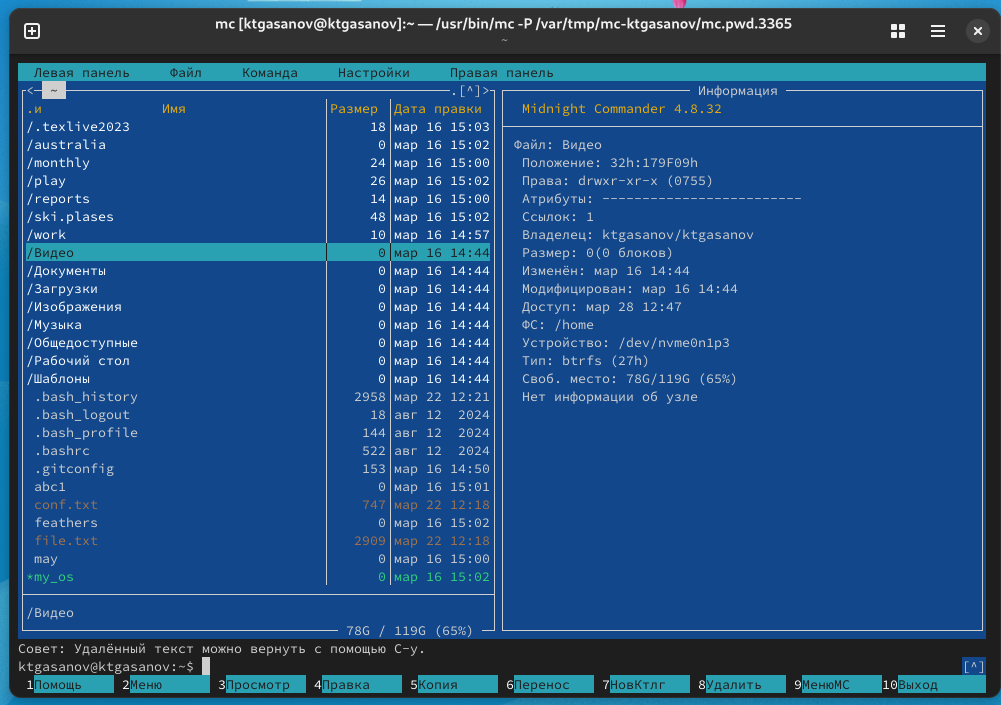 mc [ktgasanov@ktgasanov]:~ — /usr/bin/mc -P /var/tmp/mc-ktgasanov/mc.pwd.3365
~
Левая панель Файл Команда Настройки Правая панель
<─ ~ .[^]>
.и Имя Размер Дата правки
/.texlive2023 18 мар 16 15:03
/australia 0 мар 16 15:02
/monthly 24 мар 16 15:00
/play 26 мар 16 15:02
/reports 14 мар 16 15:00
/ski.plases 48 мар 16 15:02
/work 10 мар 16 14:57
/Видео 0 мар 16 14:44
/Документы 0 мар 16 14:44
/Загрузки 0 мар 16 14:44
/Изображения 0 мар 16 14:44
/Музыка 0 мар 16 14:44
/Общедоступные 0 мар 16 14:44
/Рабочий стол 0 мар 16 14:44
/Шаблоны 0 мар 16 14:44
.bash_history 2958 мар 22 12:21
.bash_logout 18 авг 12 2024
.bash_profile 144 авг 12 2024
.bashrc 522 авг 12 2024
.gitconfig 153 мар 16 14:50
abc1 0 мар 16 15:01
conf.txt 747 мар 22 12:18
feathers 0 мар 16 15:02
file.txt 2909 мар 22 12:18
may 0 мар 16 15:00
*my_os 0 мар 16 15:02
/Видео
78G / 119G (65%)
Информация
Midnight Commander 4.8.32
Файл: Видео
Положение: 32h:179F09h
Права: drwxr-xr-x (0755)
Атрибуты: -------------------------
Ссылок: 1
Владелец: ktgasanov/ktgasanov
Размер: 0(0 блоков)
Изменён: мар 16 14:44
Модифицирован: мар 16 14:44
Доступ: мар 28 12:47
ФС: /home
Устройство: /dev/nvme0n1p3
Тип: btrfs (27h)
Своб. место: 78G/119G (65%)
Нет информации об узле
Совет: Удалённый текст можно вернуть с помощью C-y.
ktgasanov@ktgasanov:~$ [^]
1Помощь 2Меню 3Просмотр 4Правка 5Копия 6Перенос 7НовКтлг 8Удалить 9МенюMC 10Выход